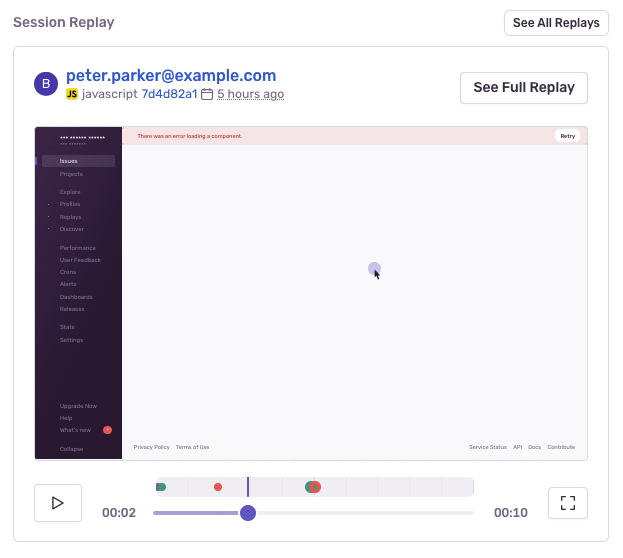 Session Replay
See All Replays
B
peter.parker@example.com
JS javascript 7d4d82a1 5 hours ago
See Full Replay
There was an error loading a component.
Retry
Issues
Projects
Explore
Profiles
Replays
Discover
Performance
User Feedback
Crons
Alerts
Dashboards
Releases
Stats
Settings
Upgrade Now
Help
What's new
Collapse
Privacy Policy Terms of Use
Service Status API Docs Contribute
00:02
00:10